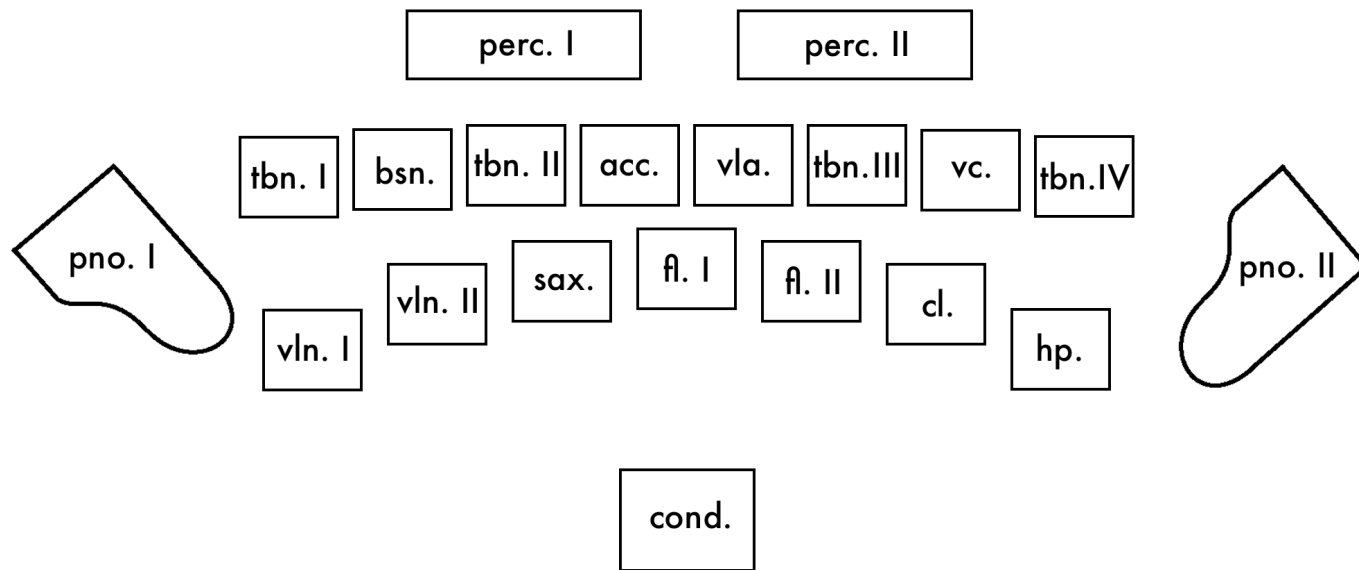 perc. I
perc. II
tbn. I
bsn.
tbn. II
acc.
vla.
tbn.III
vc.
tbn.IV
pno. I
vln. I
vln. II
sax.
fl. I
fl. II
cl.
hp.
pno. II
cond.